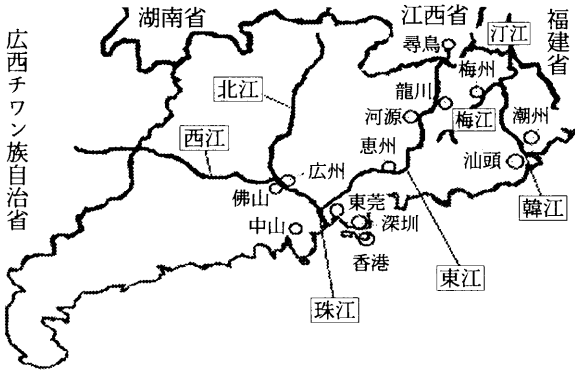 湖南省
江西省
福建省
広西チワン族自治省
尋鳥
汀江
梅州
北江
龍川
梅江
河源
潮州
西江
恵州
汕頭
広州
佛山
東莞
韓江
中山
深圳
香港
東江
珠江